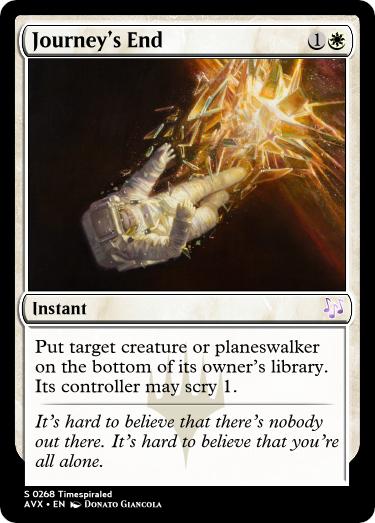 Journey's End 1
Instant
Put target creature or planeswalker
on the bottom of its owner's library.
Its controller may scry 1.
It's hard to believe that there's nobody
out there. It's hard to believe that you're
all alone.
S 0268 Timespiraled
AVX • EN Donato Giancola